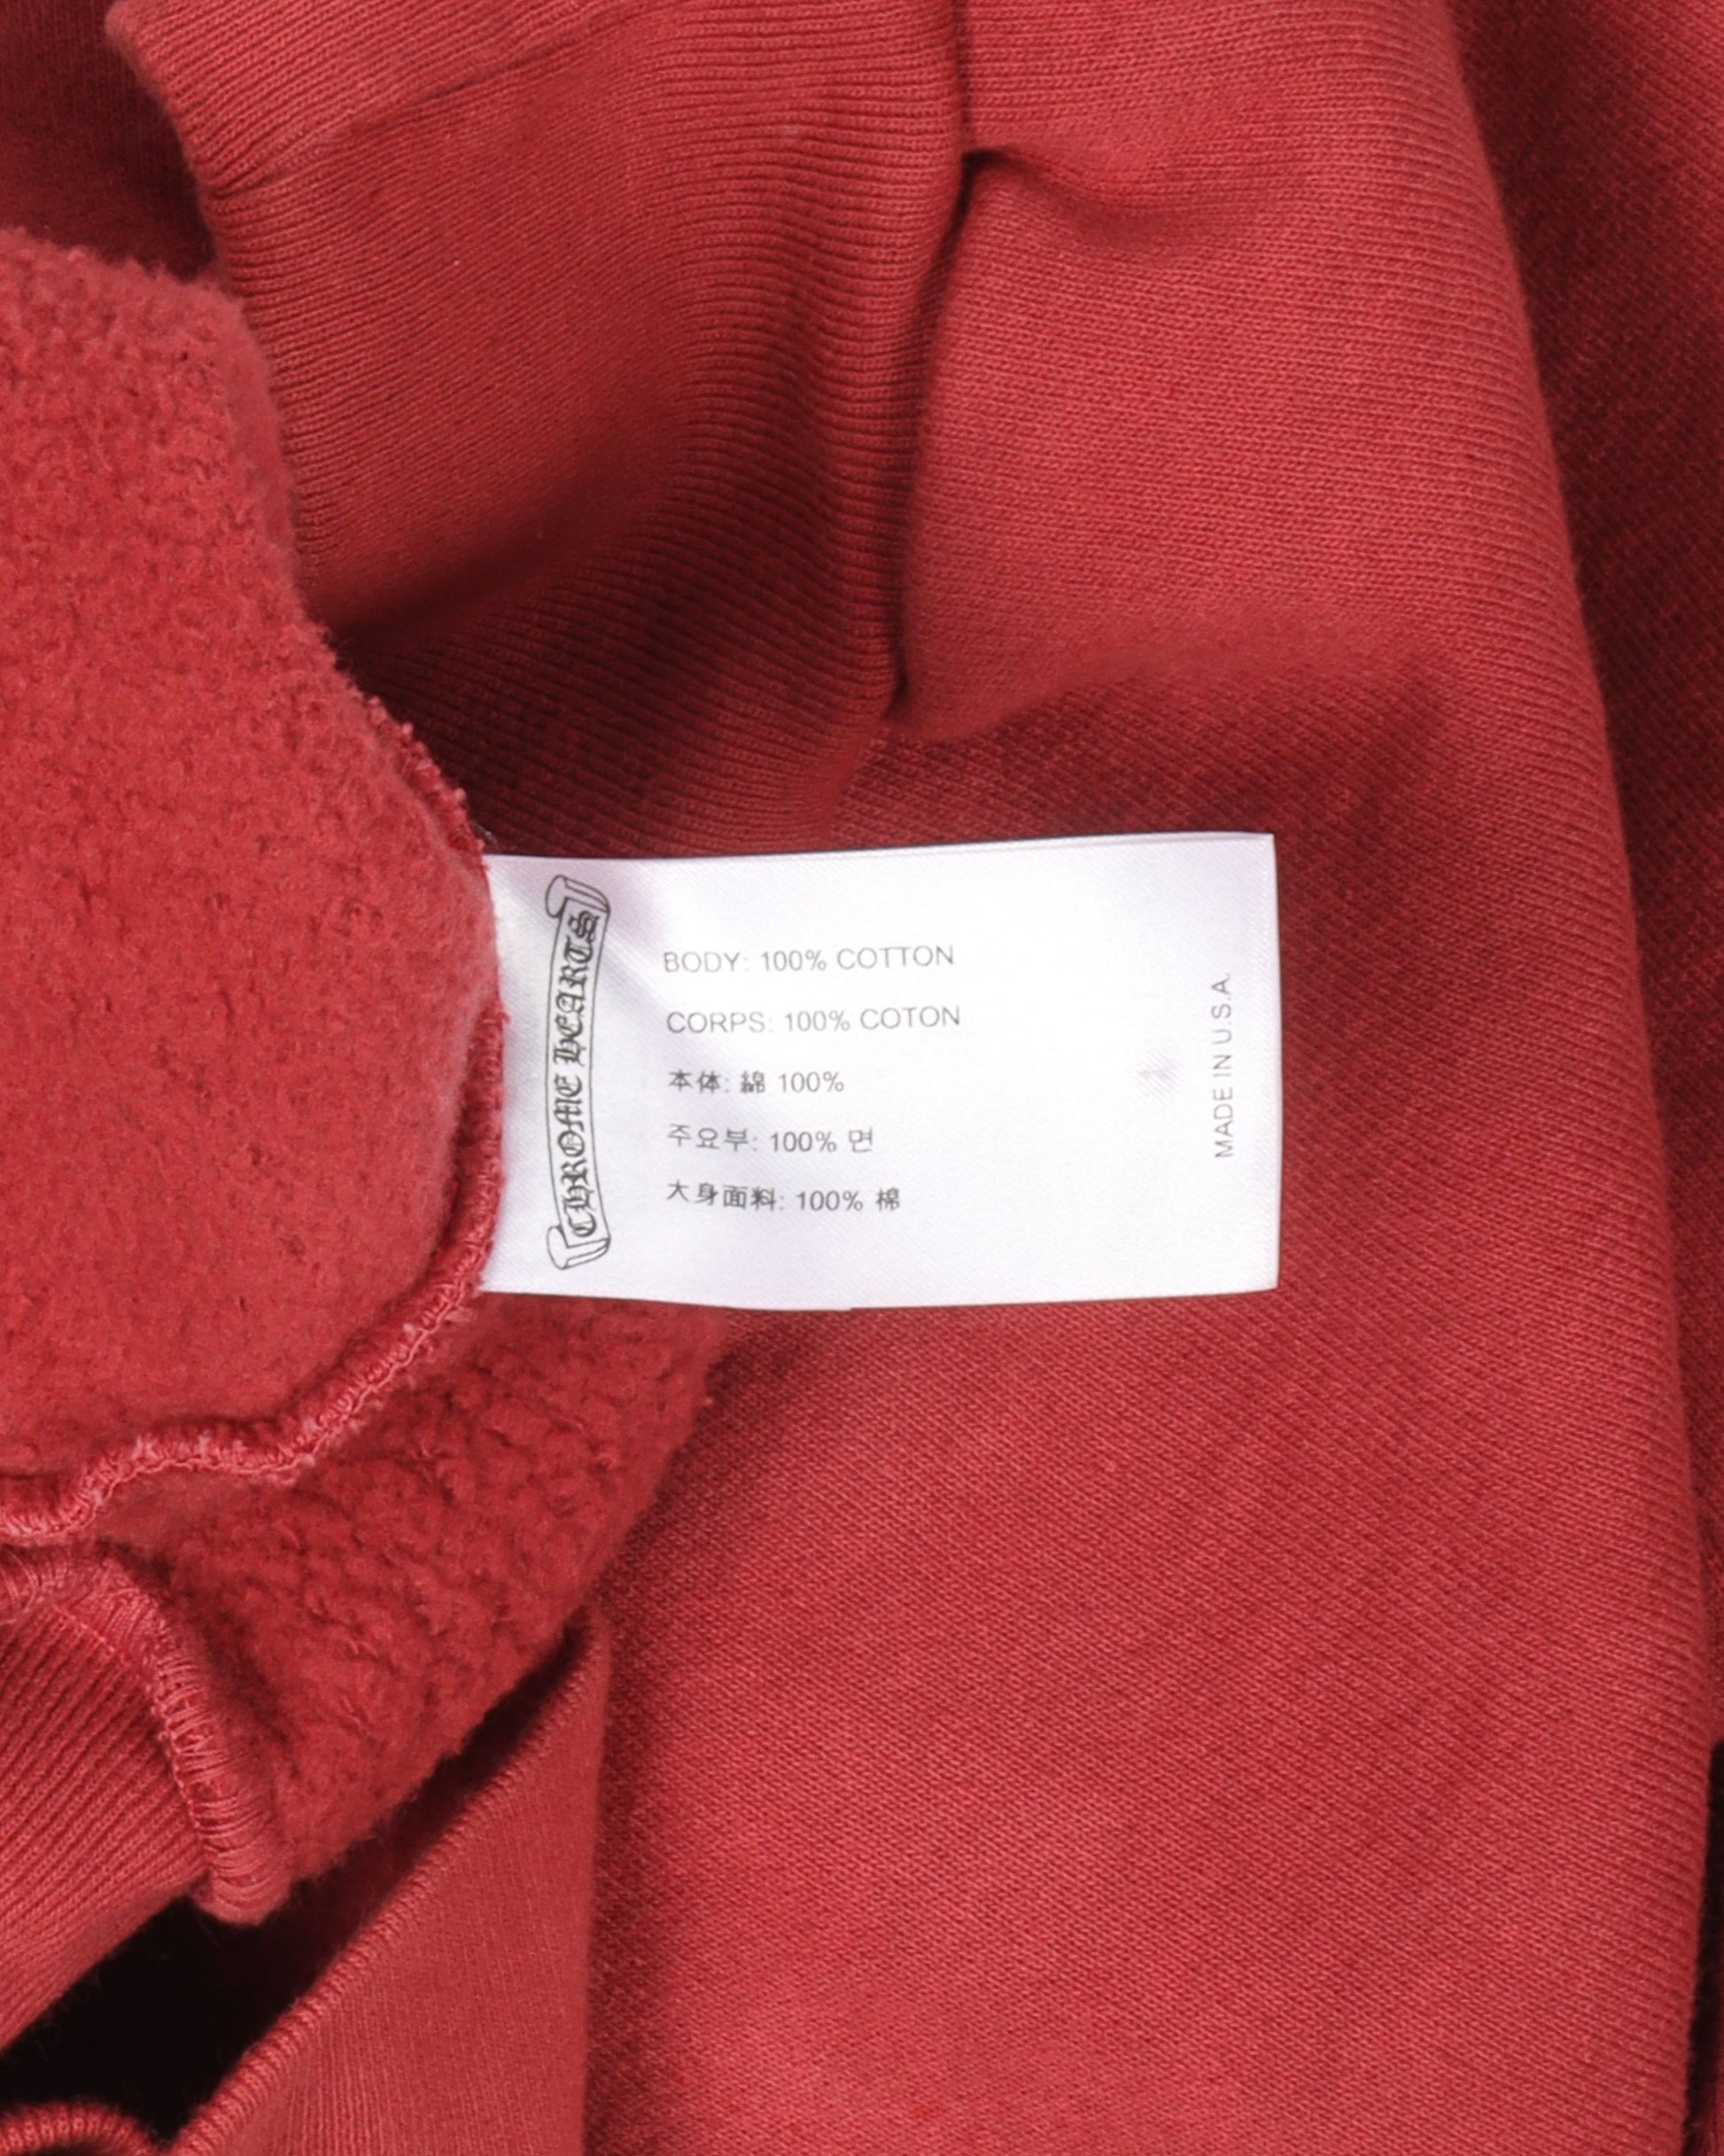 CHROME HEARTS
BODY: 100% COTTON
CORPS: 100% COTON
本体: 綿 100%
주요부: 100% 면
大身面料: 100% 棉
MADE IN U.S.A.